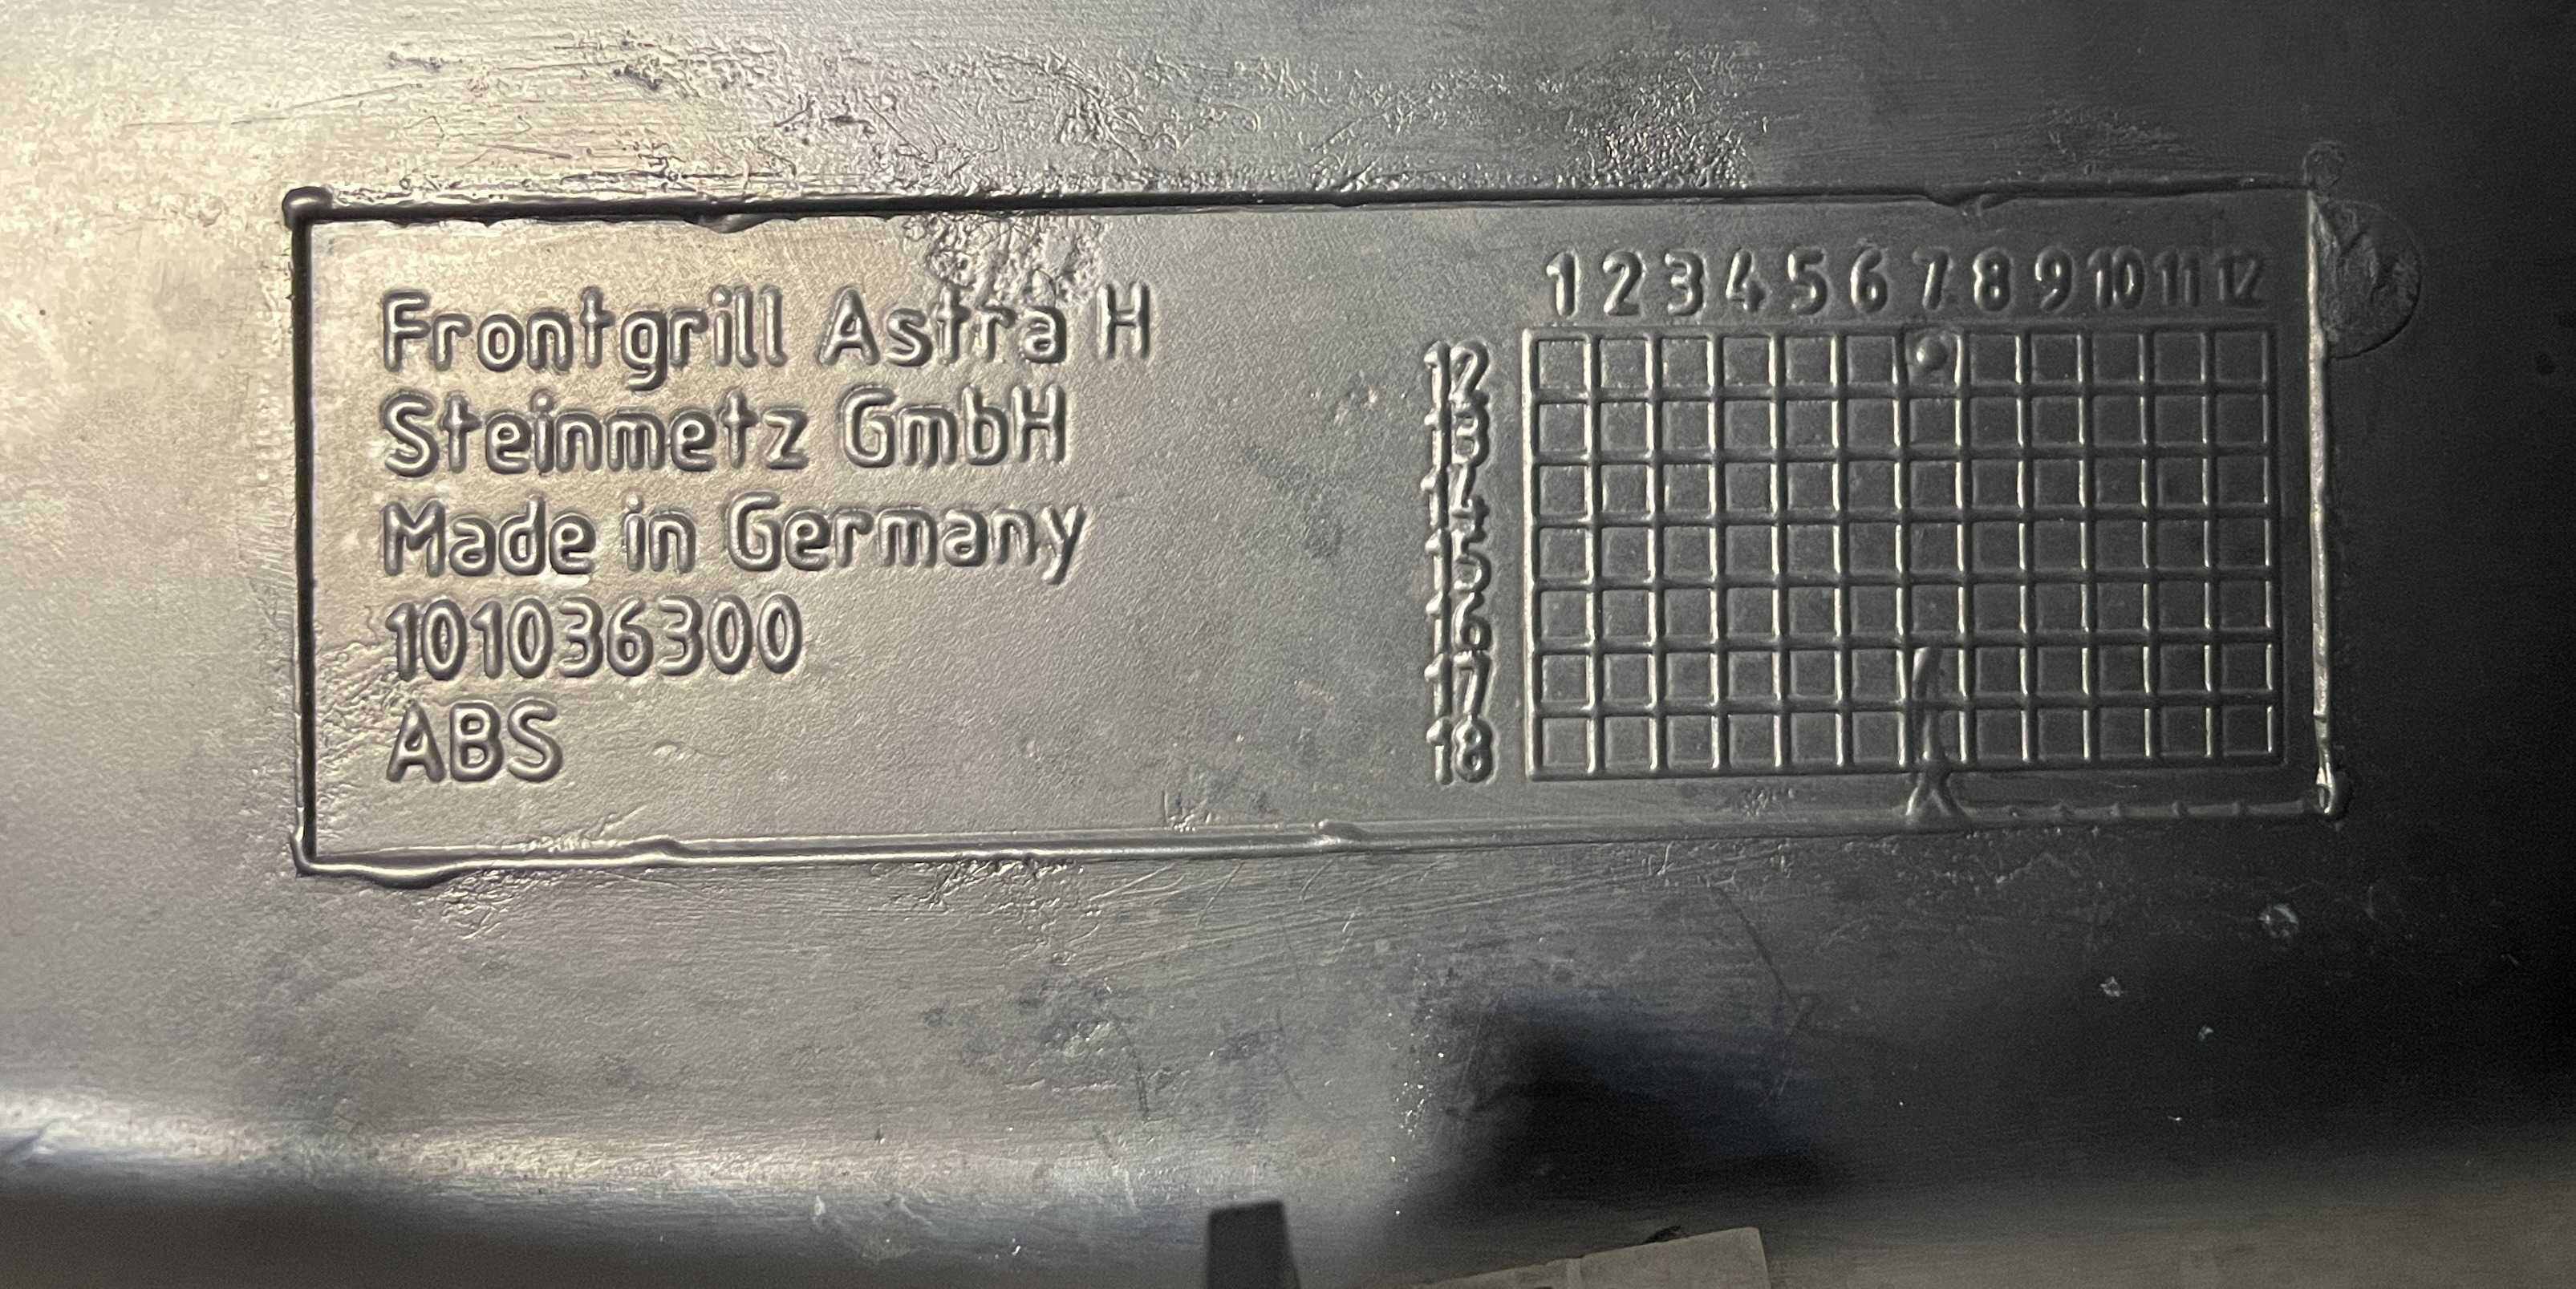 Frontgrill Astra H
Steinmetz GmbH
Made in Germany
101036300
ABS
1 2 3 4 5 6 7 8 9 10 11 12
12
13
14
15
16
17
18